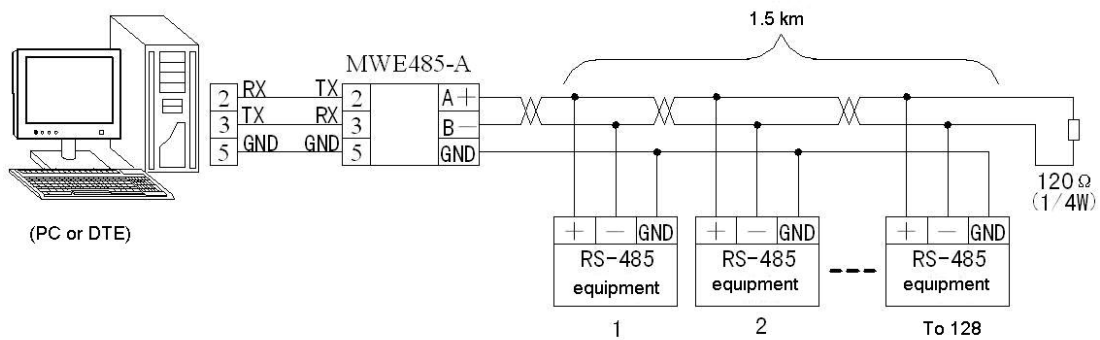 1.5 km
MWE485-A
2 RX TX 2 A+
3 TX RX 3 B−
5 GND GND 5 GND
120Ω
(1/4W)
(PC or DTE)
+ − GND
RS-485
equipment
1
+ − GND
RS-485
equipment
2
+ − GND
RS-485
equipment
To 128